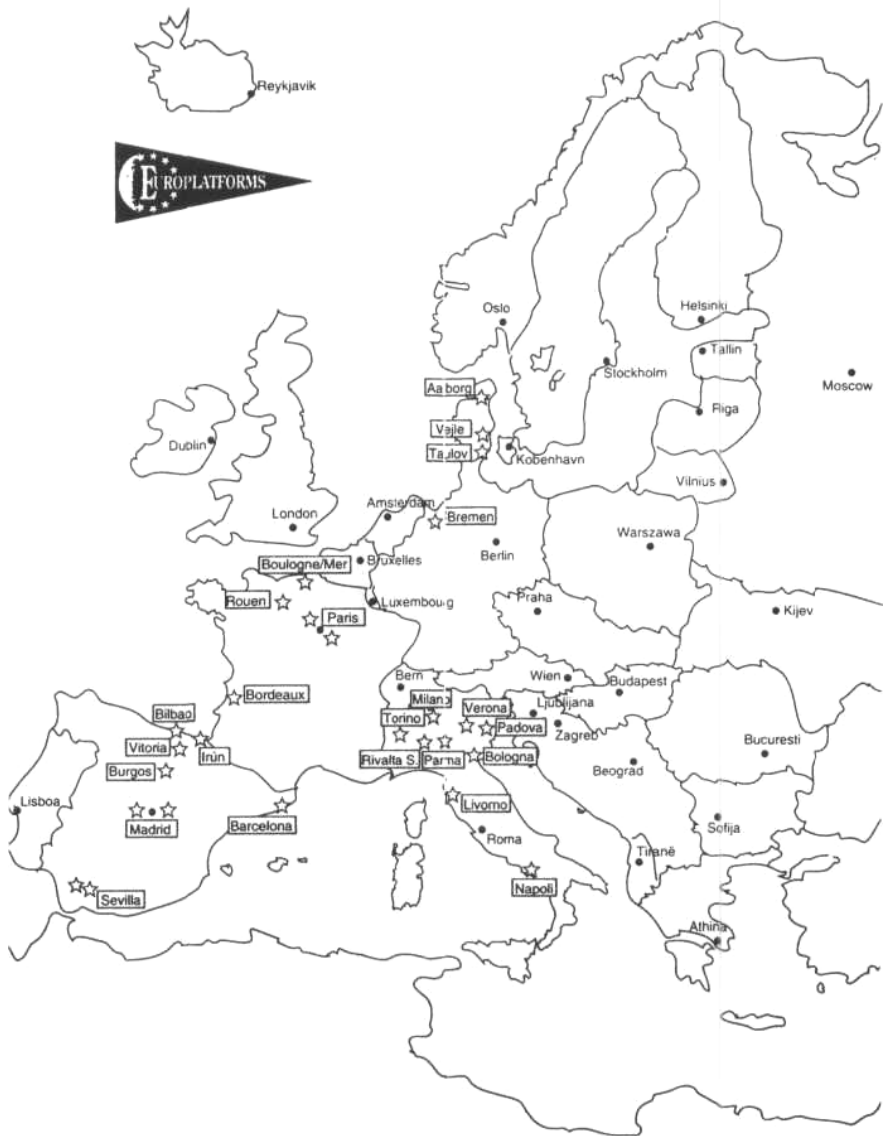 Reykjavik
EUROPLATFORMS
Oslo
Helsinki
Tallin
Stockholm
Moscow
Aalborg
Riga
Vejle
Dublin
Taulov
Kobenhavn
Vilnius
Amsterdam
London
Bremen
Warszawa
Berlin
Bruxelles
Boulogne/Mer
Praha
Rouen
Luxembourg
Kijev
Paris
Bern
Wien
Budapest
Bordeaux
Milano
Ljublijana
Verona
Bilbao
Torino
Padova
Zagreb
Vitoria
Irún
Bucuresti
Rivalta S.
Parma
Bologna
Burgos
Beograd
Lisboa
Livorno
Barcelona
Madrid
Sofija
Roma
Tiranë
Napoli
Sevilla
Athina